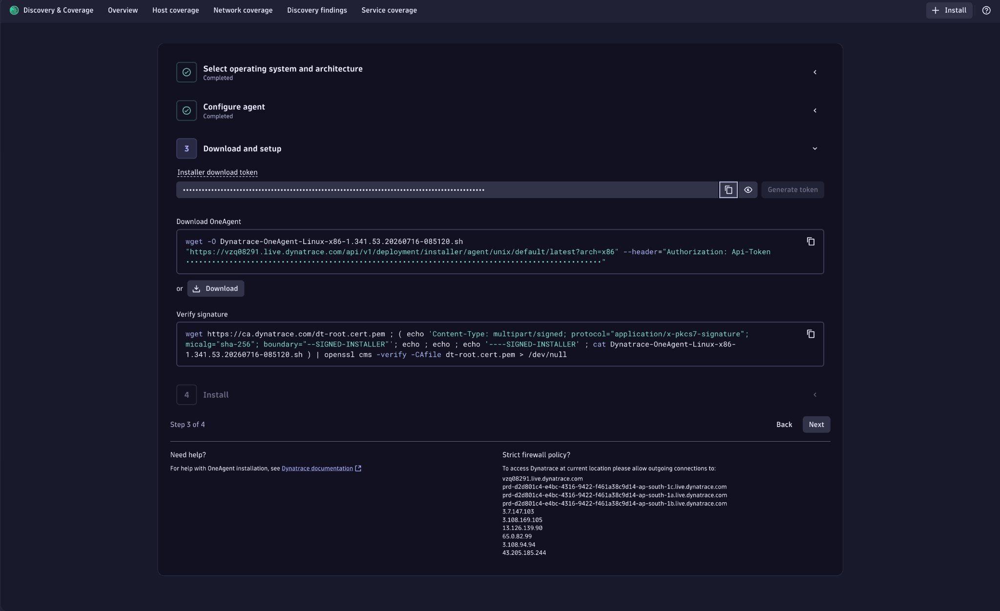 Discovery & Coverage Overview Host coverage Network coverage Discovery findings Service coverage Install
Select operating system and architecture
Completed
Configure agent
Completed
3 Download and setup
Installer download token
•••••••••••••••••••••••••••••••••••••••••••••••••••••••••••••••••••••••••••••••••••••••••••••••• Generate token
Download OneAgent
wget -O Dynatrace-OneAgent-Linux-x86-1.341.53.20260716-085120.sh
"https://vzq08291.live.dynatrace.com/api/v1/deployment/installer/agent/unix/default/latest?arch=x86" --header="Authorization: Api-Token
••••••••••••••••••••••••••••••••••••••••••••••••••••••••••••••••••••••••••••••••••••••••••••••••"
or Download
Verify signature
wget https://ca.dynatrace.com/dt-root.cert.pem ; ( echo 'Content-Type: multipart/signed; protocol="application/x-pkcs7-signature";
micalg="sha-256"; boundary="--SIGNED-INSTALLER"'; echo ; echo ; echo '----SIGNED-INSTALLER' ; cat Dynatrace-OneAgent-Linux-x86-
1.341.53.20260716-085120.sh ) | openssl cms -verify -CAfile dt-root.cert.pem > /dev/null
4 Install
Step 3 of 4 Back Next
Need help?
For help with OneAgent installation, see Dynatrace documentation
Strict firewall policy?
To access Dynatrace at current location please allow outgoing connections to:
vzq08291.live.dynatrace.com
prd-d2d801c4-e4bc-4316-9422-f461a38c9d14-ap-south-1c.live.dynatrace.com
prd-d2d801c4-e4bc-4316-9422-f461a38c9d14-ap-south-1a.live.dynatrace.com
prd-d2d801c4-e4bc-4316-9422-f461a38c9d14-ap-south-1b.live.dynatrace.com
3.7.147.103
3.108.169.105
13.126.139.90
65.0.82.99
3.108.94.94
43.205.185.244